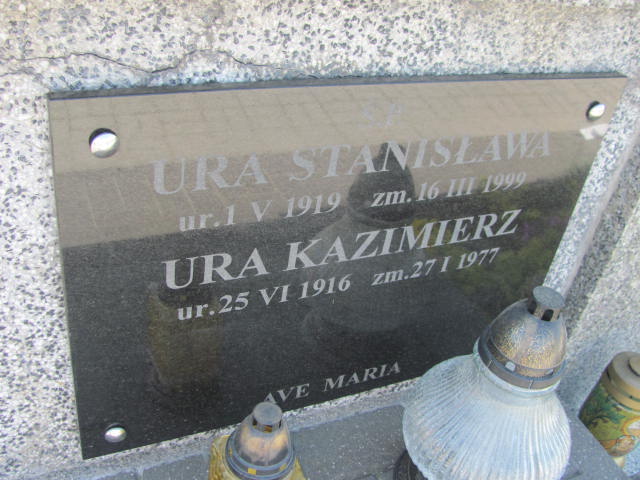 ŚP
URA STANISŁAWA
ur.1 V 1919 zm.16 III 1999
URA KAZIMIERZ
ur.25 VI 1916 zm.27 I 1977
AVE MARIA